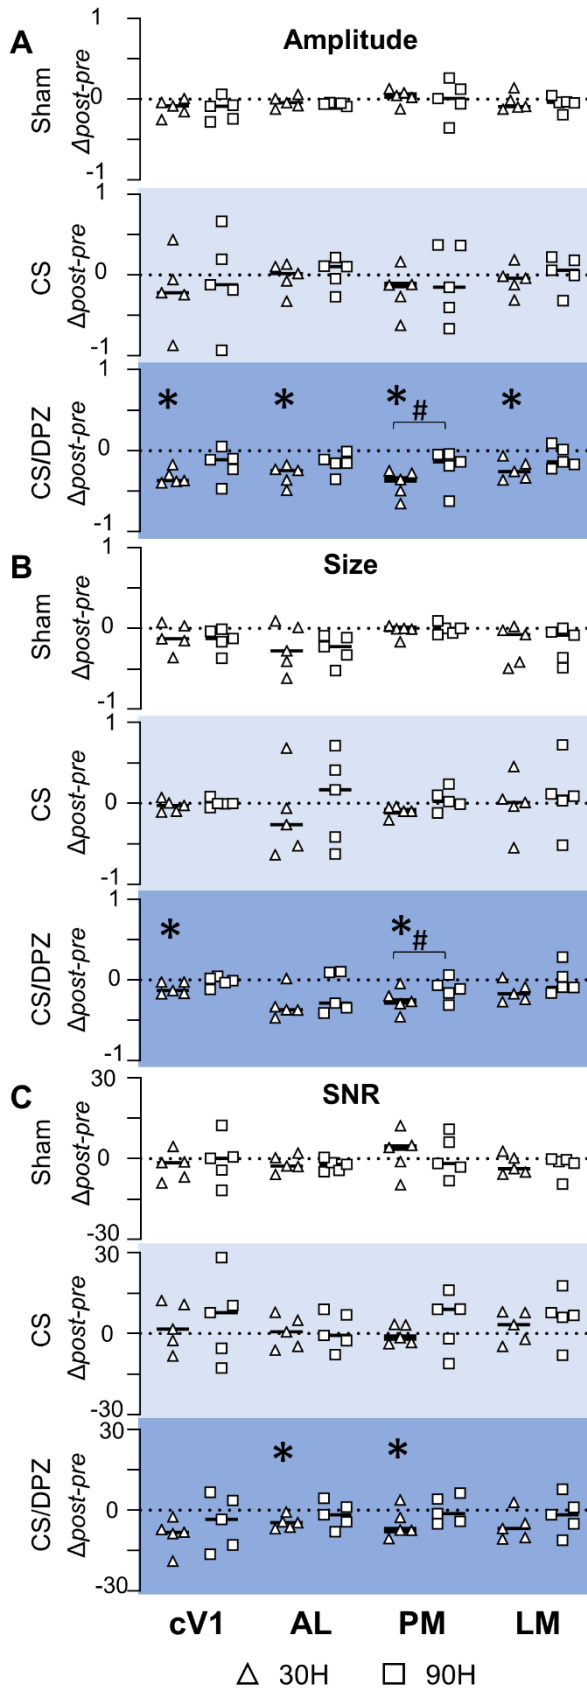 A
Amplitude
Sham
Δpost-pre
1
0
-1
CS
Δpost-pre
1
0
-1
CS/DPZ
Δpost-pre
1
0
-1
* * * *
#
B
Size
Sham
Δpost-pre
1
0
-1
CS
Δpost-pre
1
0
-1
CS/DPZ
Δpost-pre
1
0
-1
* *
#
C
SNR
Sham
Δpost-pre
30
0
-30
CS
Δpost-pre
30
0
-30
CS/DPZ
Δpost-pre
30
0
-30
* *
cV1 AL PM LM
30H 90H